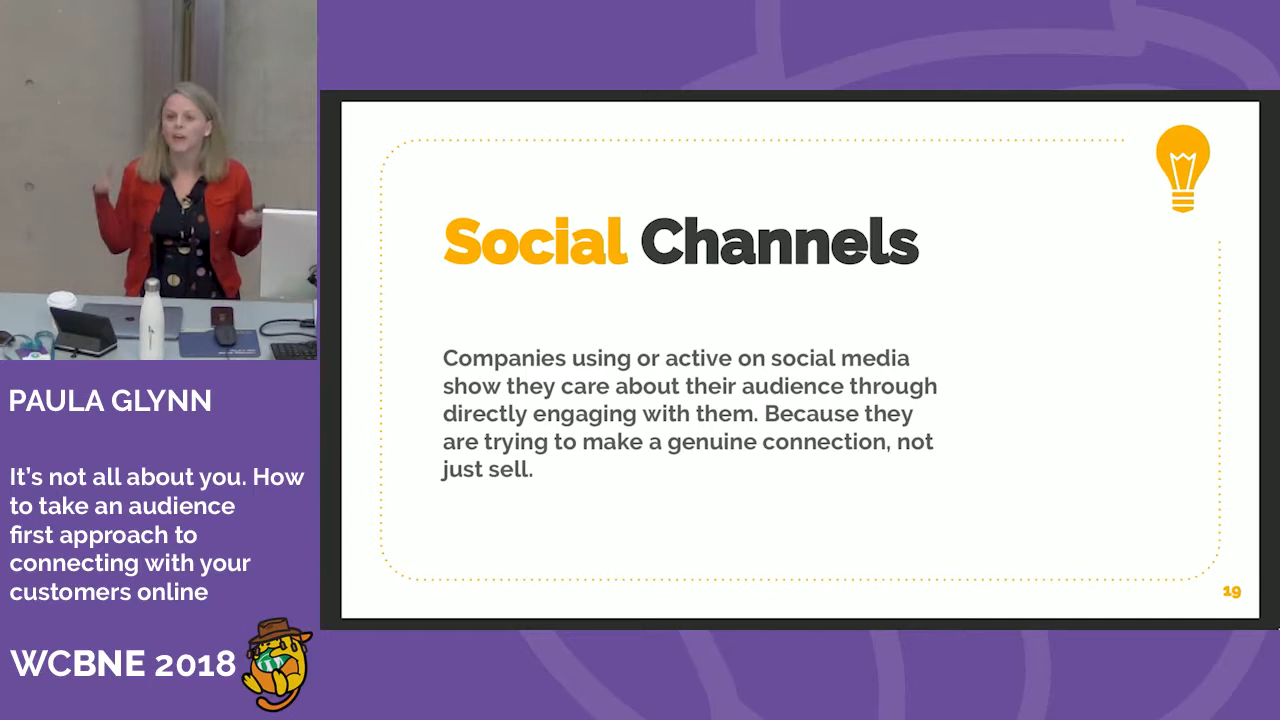 Social Channels
Companies using or active on social media
show they care about their audience through
directly engaging with them. Because they
are trying to make a genuine connection, not
just sell.
19
PAULA GLYNN
It's not all about you. How
to take an audience
first approach to
connecting with your
customers online
WCBNE 2018